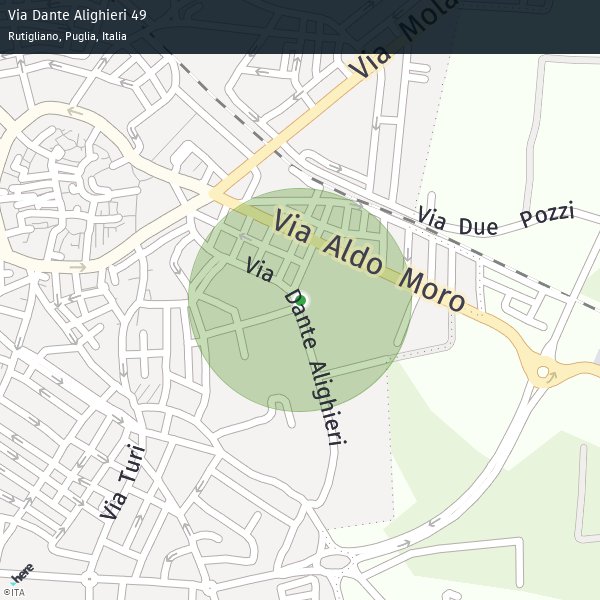 Via Dante Alighieri 49
Rutigliano, Puglia, Italia
Via Mola
Via Due Pozzi
Via Aldo Moro
Via Dante Alighieri
Via Turi
here
©ITA